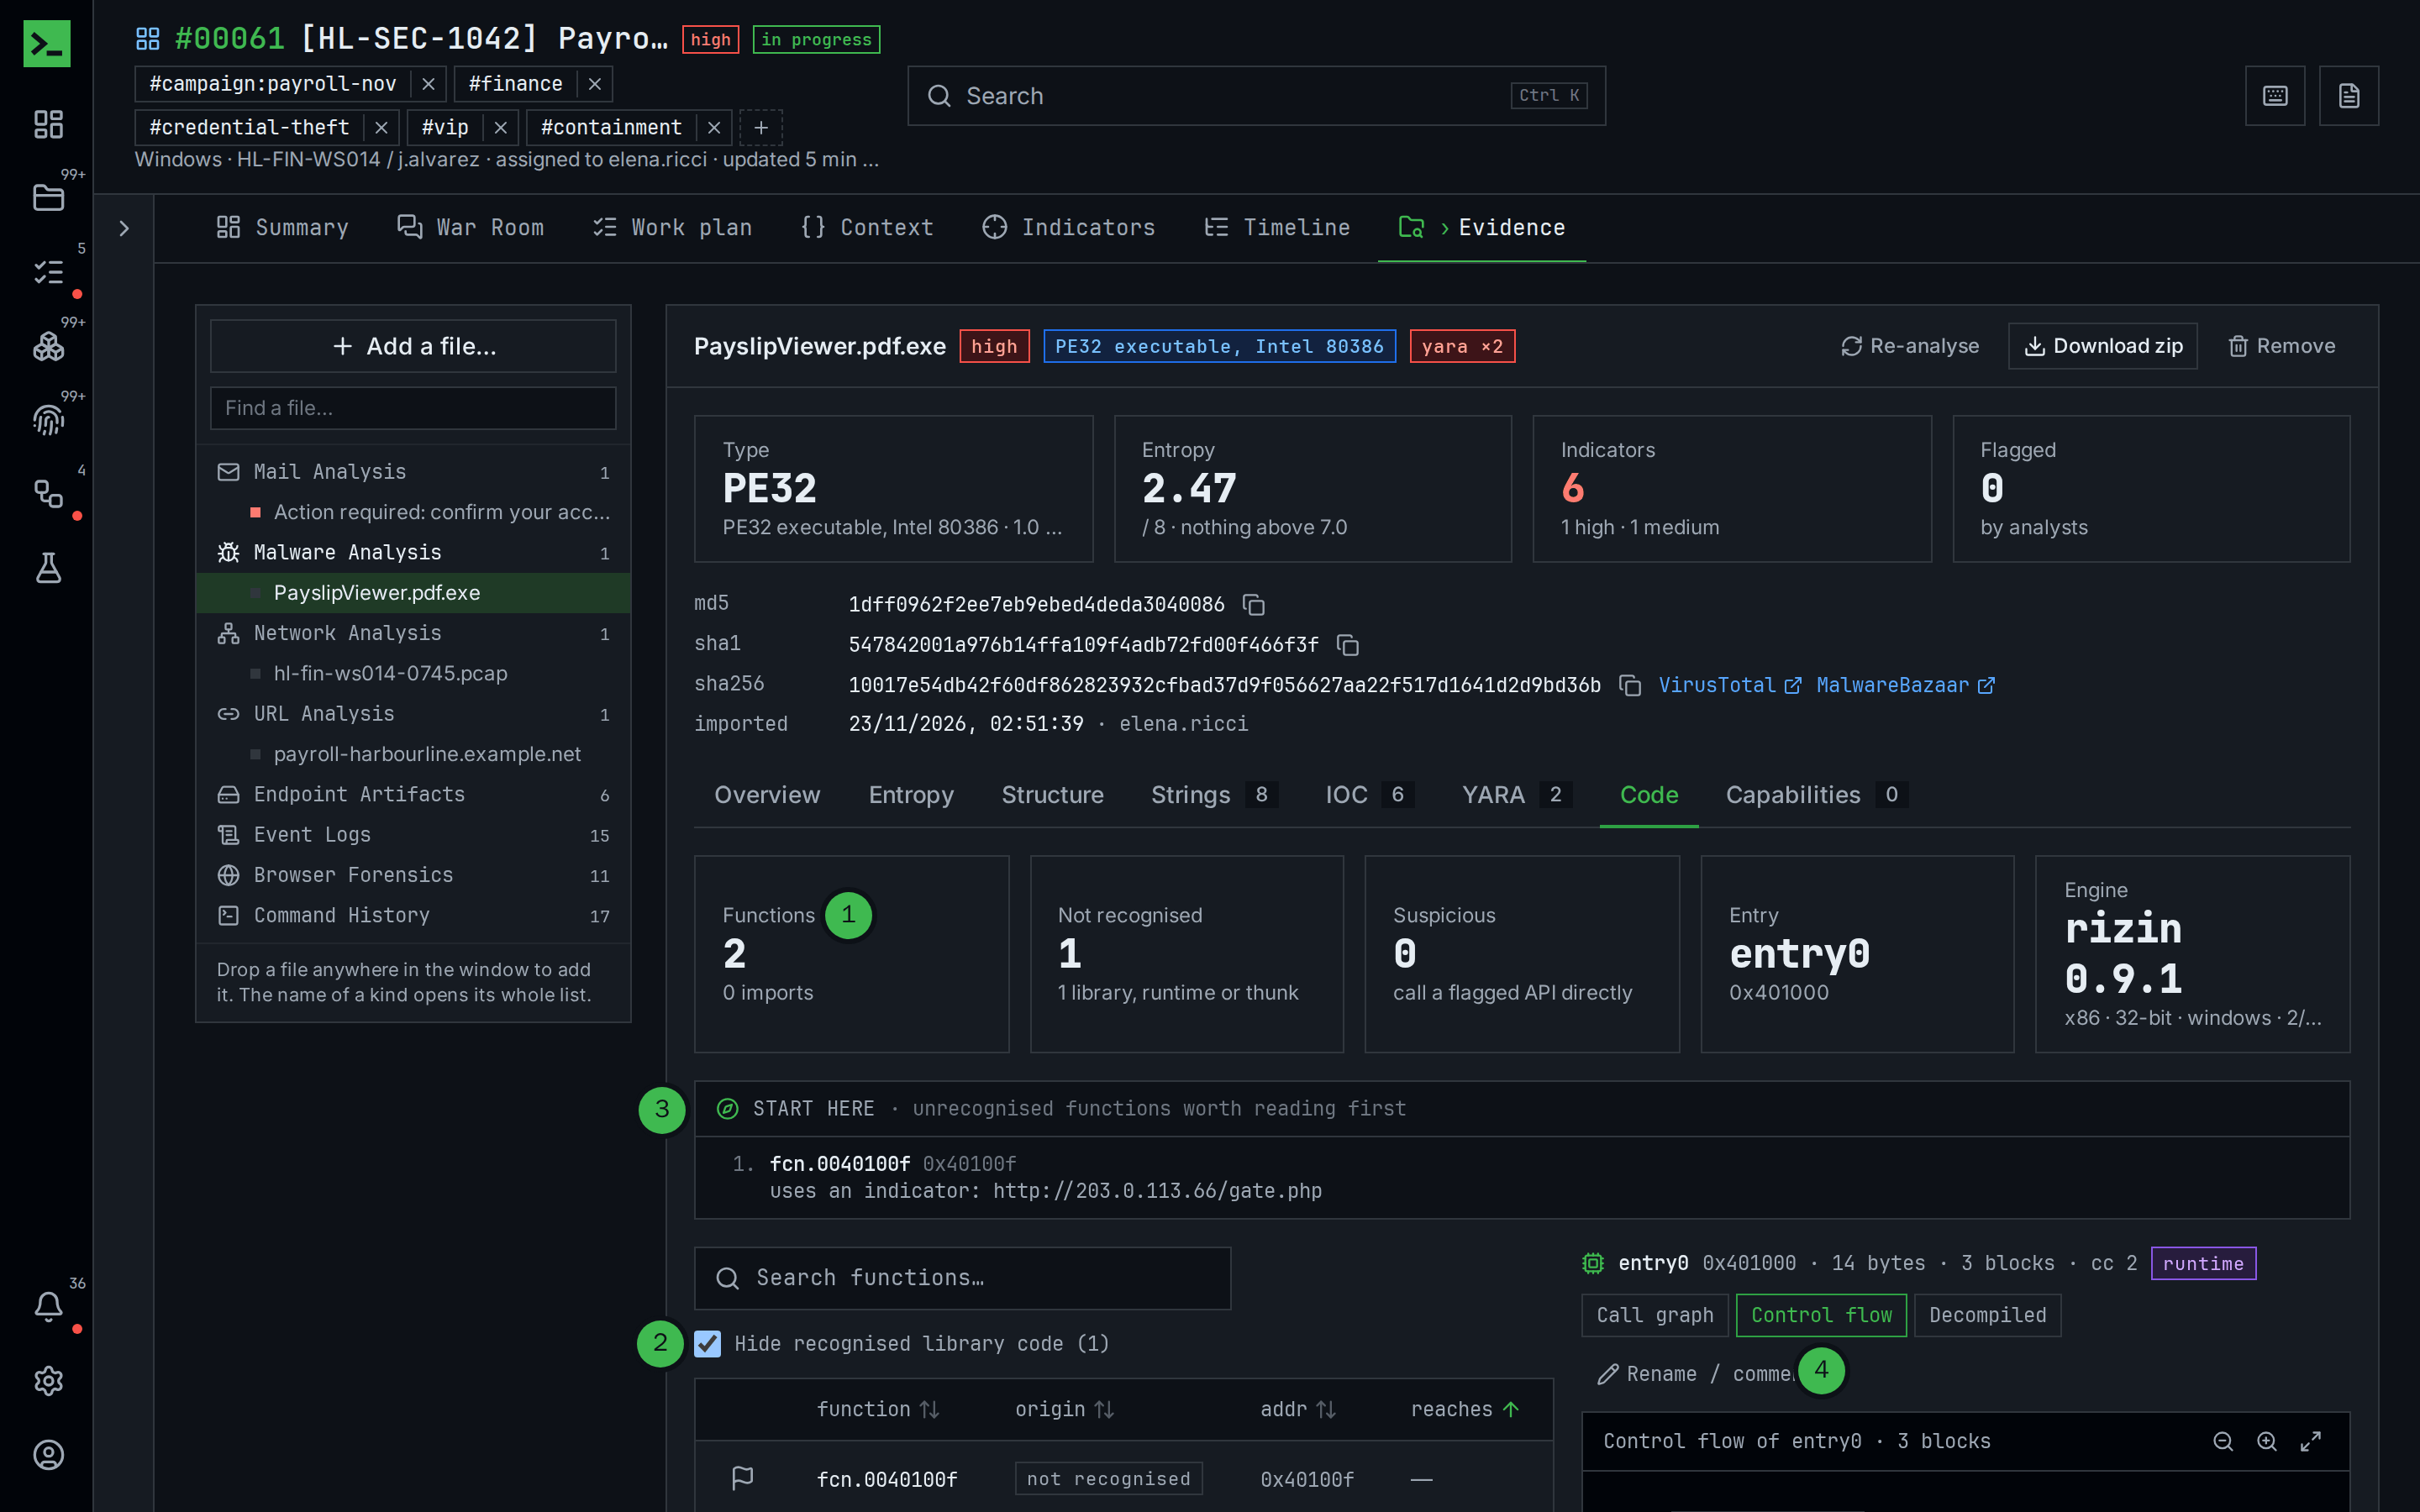 #00061 [HL-SEC-1042] Payro… high in progress
#campaign:payroll-nov #finance
#credential-theft #vip #containment
Windows · HL-FIN-WS014 / j.alvarez · assigned to elena.ricci · updated 5 min …
Search Ctrl K
99+
5
99+
99+
4
36
Summary War Room Work plan Context Indicators Timeline › Evidence
Add a file…
Find a file…
Mail Analysis 1
Action required: confirm your acc…
Malware Analysis 1
PayslipViewer.pdf.exe
Network Analysis 1
hl-fin-ws014-0745.pcap
URL Analysis 1
payroll-harbourline.example.net
Endpoint Artifacts 6
Event Logs 15
Browser Forensics 11
Command History 17
Drop a file anywhere in the window to add
it. The name of a kind opens its whole list.
PayslipViewer.pdf.exe high PE32 executable, Intel 80386 yara ×2 Re-analyse Download zip Remove
Type
PE32
PE32 executable, Intel 80386 · 1.0 …
Entropy
2.47
/ 8 · nothing above 7.0
Indicators
6
1 high · 1 medium
Flagged
0
by analysts
md5 1dff0962f2ee7eb9ebed4deda3040086
sha1 547842001a976b14ffa109f4adb72fd00f466f3f
sha256 10017e54db42f60df862823932cfbad37d9f056627aa22f517d1641d2d9bd36b VirusTotal MalwareBazaar
imported 23/11/2026, 02:51:39 · elena.ricci
Overview Entropy Structure Strings 8 IOC 6 YARA 2 Code Capabilities 0
Functions 1
2
0 imports
Not recognised
1
1 library, runtime or thunk
Suspicious
0
call a flagged API directly
Entry
entry0
0x401000
Engine
rizin
0.9.1
x86 · 32-bit · windows · 2/…
3 START HERE · unrecognised functions worth reading first
1. fcn.0040100f 0x40100f
uses an indicator: http://203.0.113.66/gate.php
Search functions…
2 Hide recognised library code (1)
function origin addr reaches
fcn.0040100f not recognised 0x40100f —
entry0 0x401000 · 14 bytes · 3 blocks · cc 2 runtime
Call graph Control flow Decompiled
Rename / comme 4
Control flow of entry0 · 3 blocks